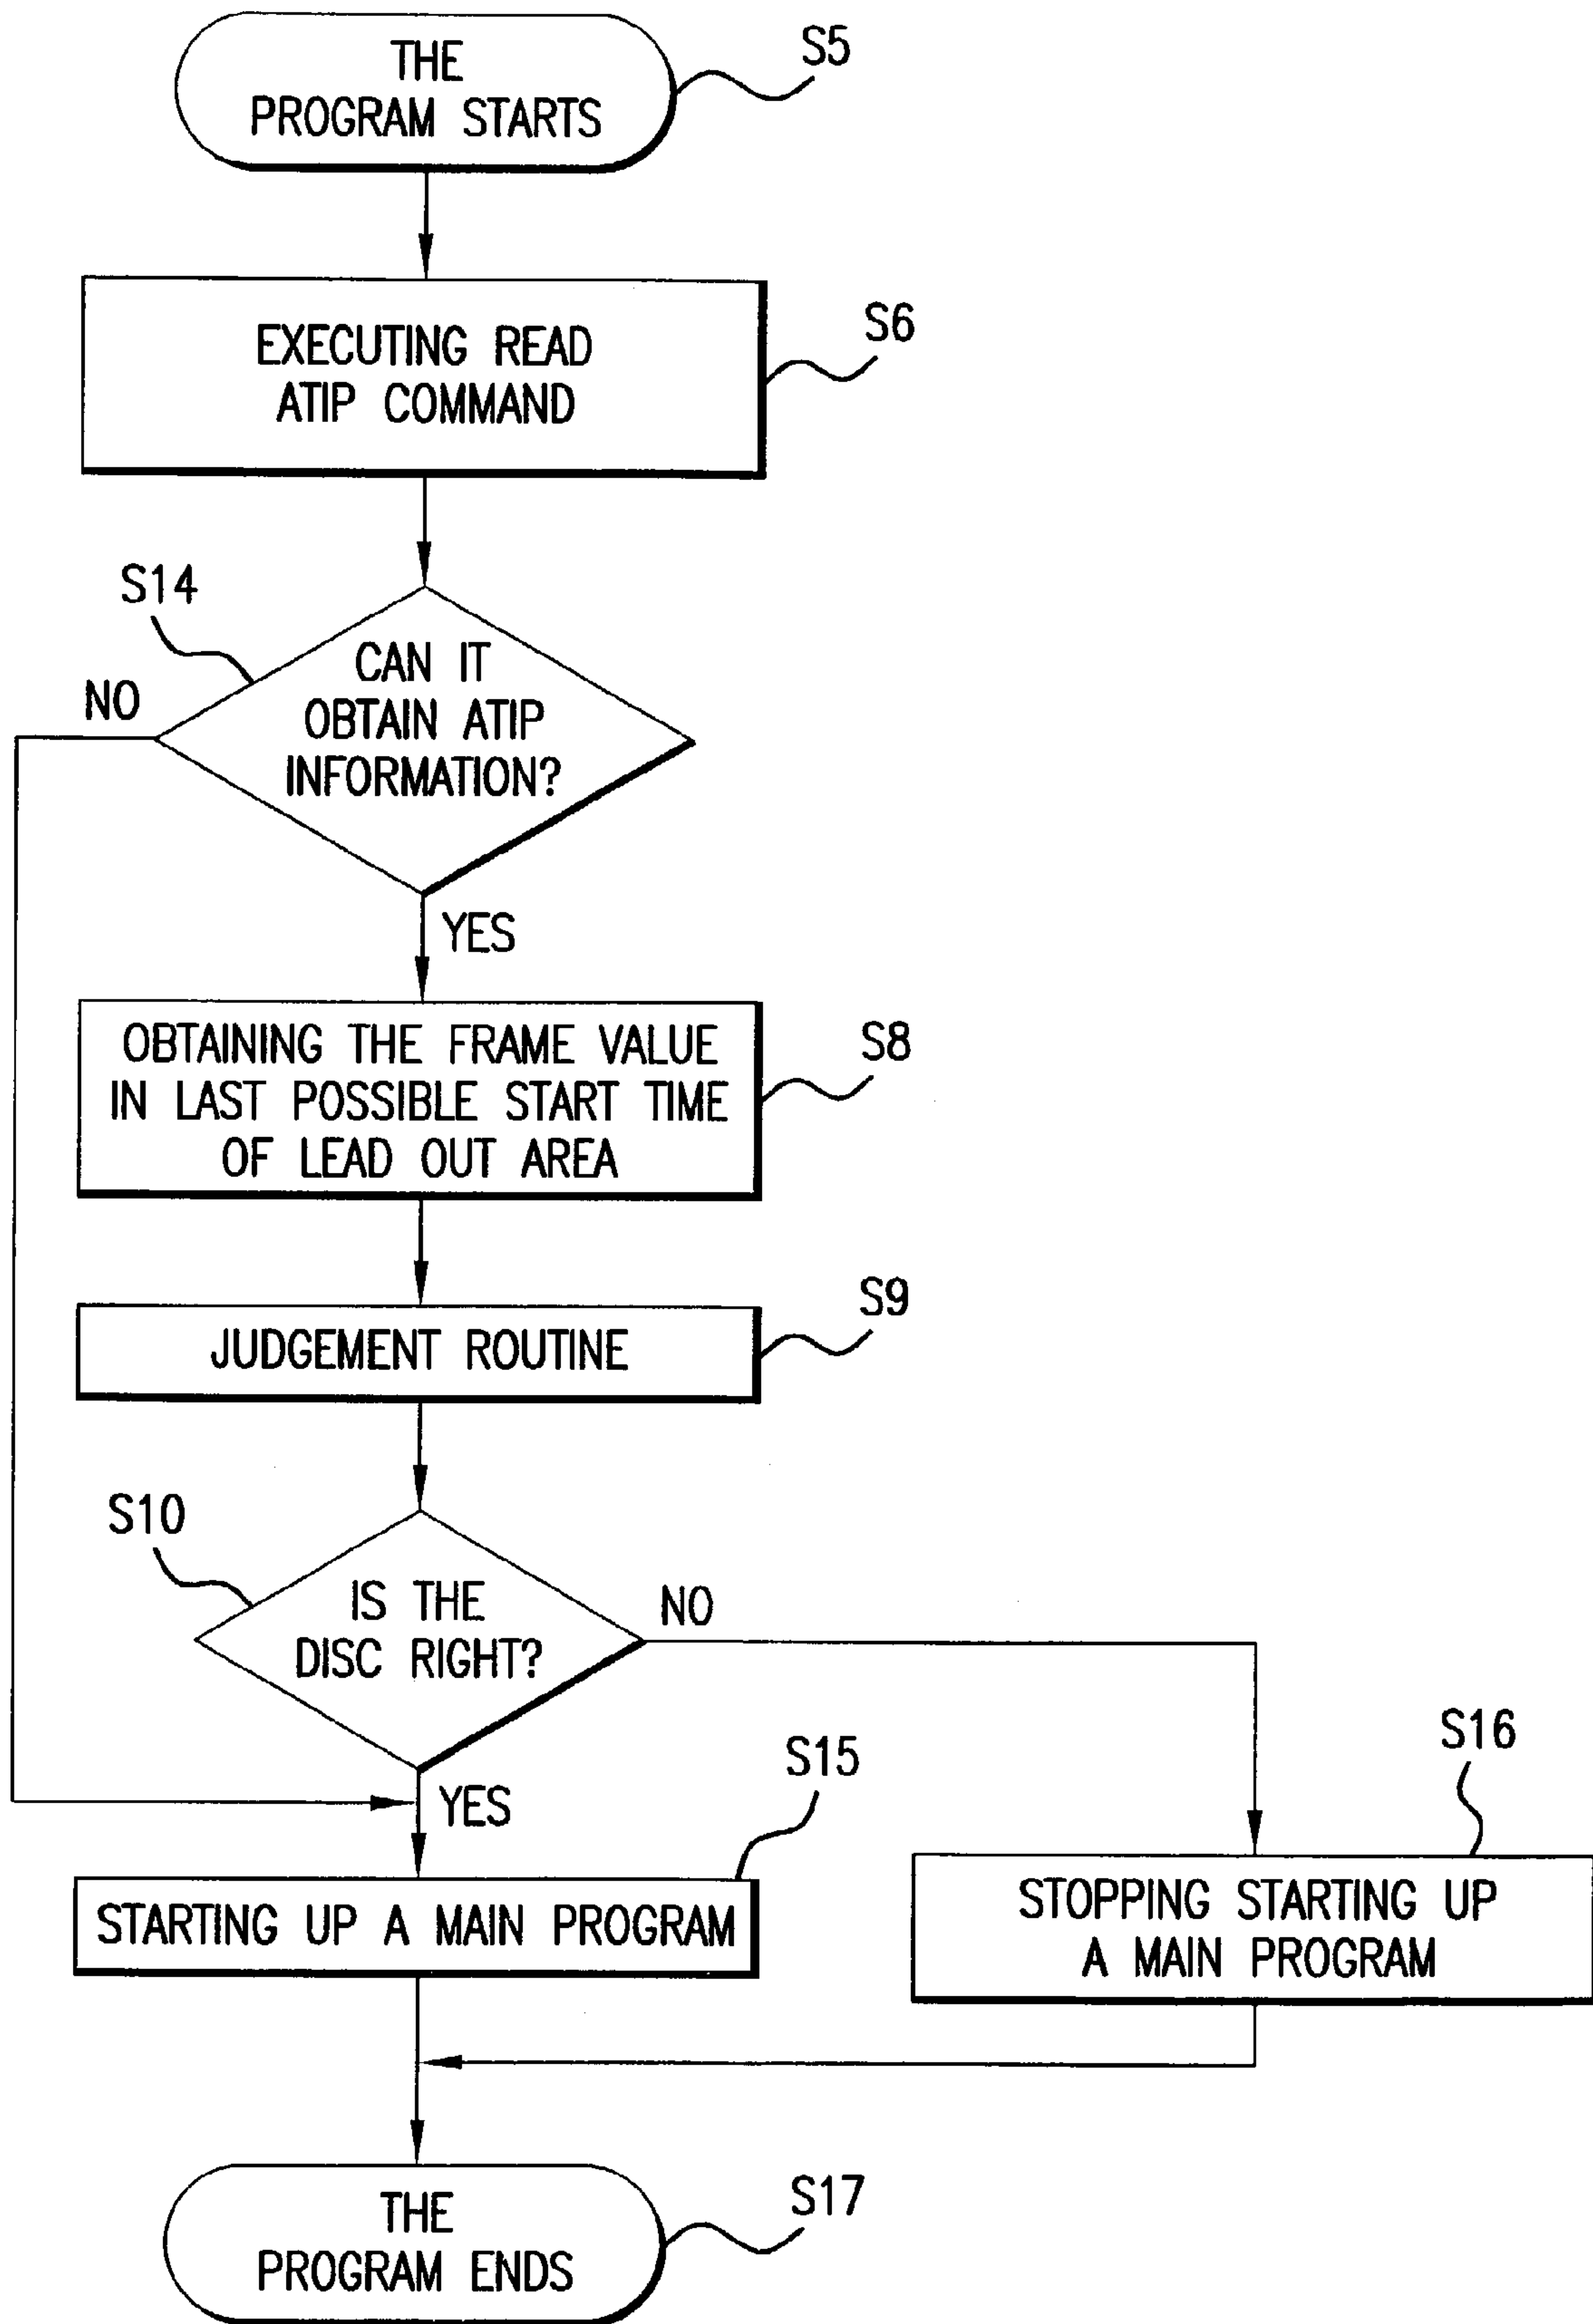 THE
PROGRAM STARTS
S5
EXECUTING READ
ATIP COMMAND
S6
S14
CAN IT
OBTAIN ATIP
INFORMATION?
NO
YES
OBTAINING THE FRAME VALUE
IN LAST POSSIBLE START TIME
OF LEAD OUT AREA
S8
JUDGEMENT ROUTINE
S9
S10
IS THE
DISC RIGHT?
NO
YES
S15
STARTING UP A MAIN PROGRAM
S16
STOPPING STARTING UP
A MAIN PROGRAM
THE
PROGRAM ENDS
S17